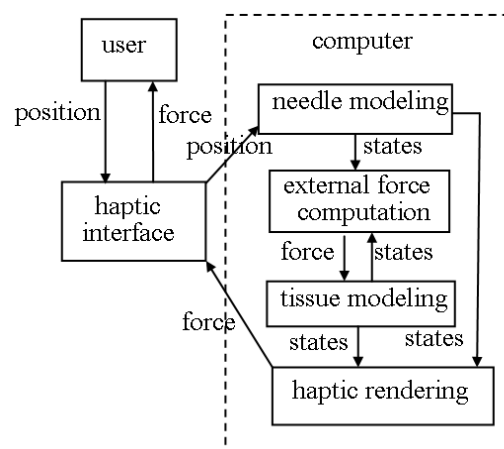 user
computer
position
force
needle modeling
position
states
haptic
interface
external force
computation
force
states
tissue modeling
force
states
states
haptic rendering